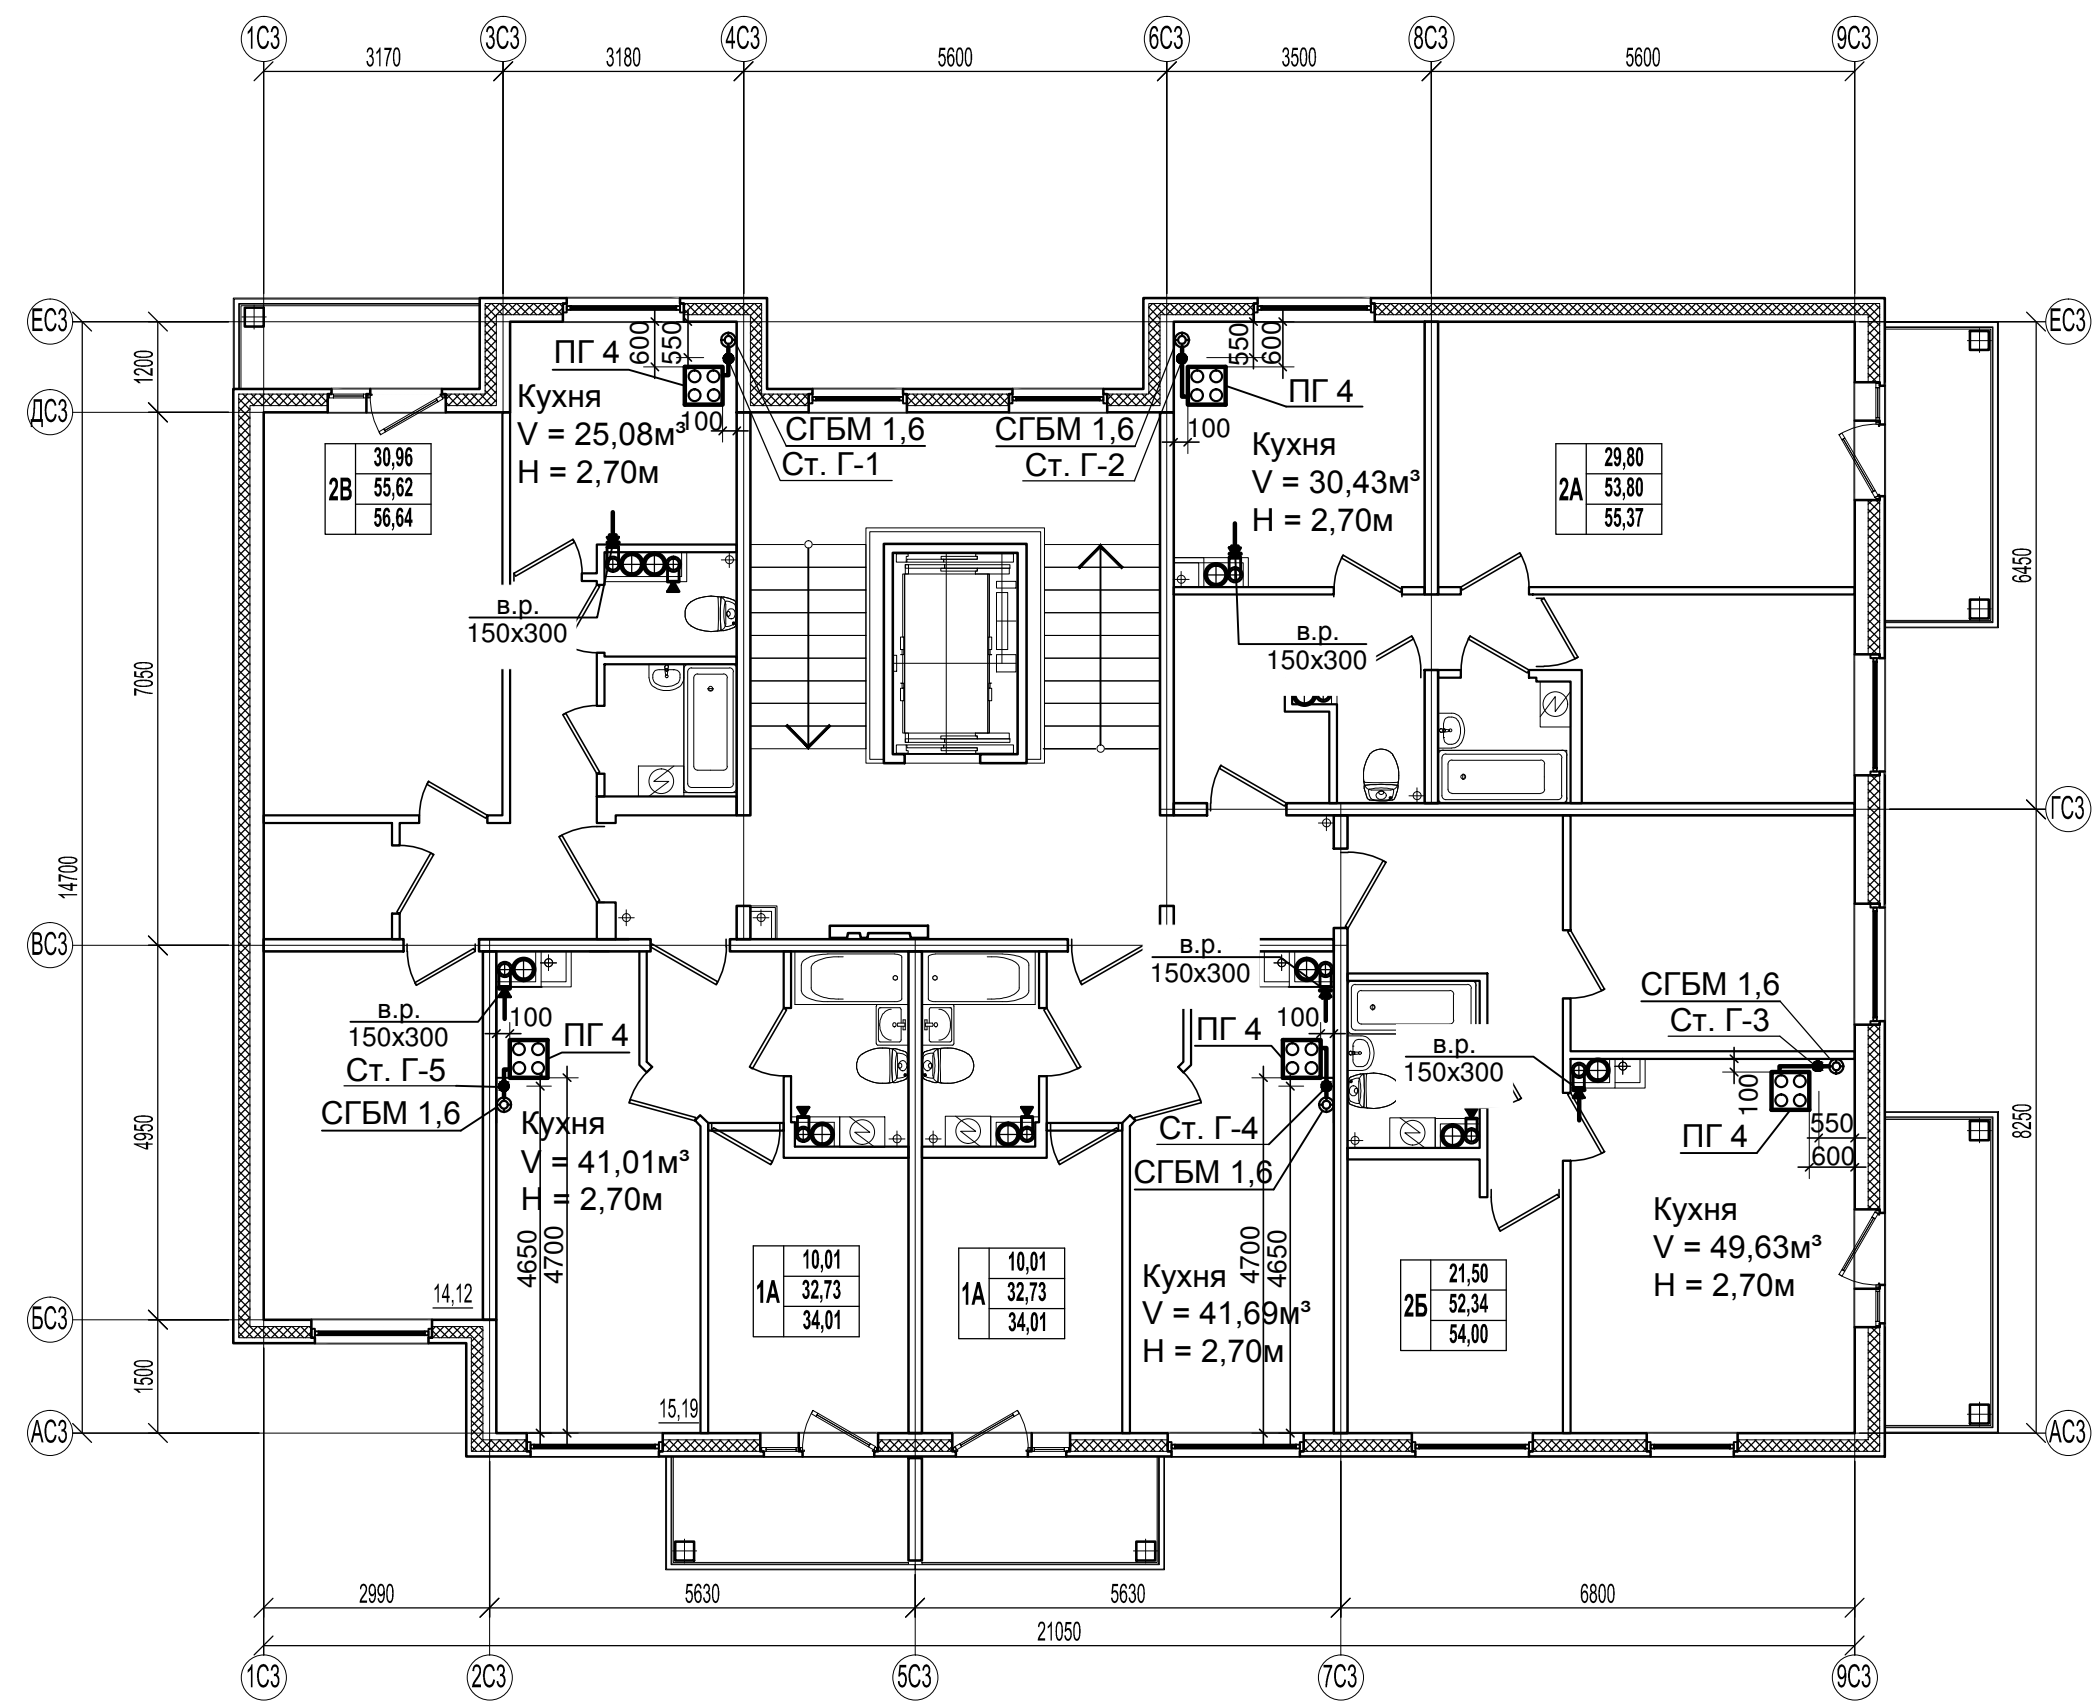 1С3
3С3
4С3
6С3
8С3
9С3
3170
3180
5600
3500
5600
ЕС3
ЕС3
600
550
ПГ 4
Кухня
V = 25,08м³
H = 2,70м
100
550
600
ПГ 4
100
СГБМ 1,6
Ст. Г-1
СГБМ 1,6
Ст. Г-2
Кухня
V = 30,43м³
H = 2,70м
1200
ДС3
2В
30,96
55,62
56,64
2А
29,80
53,80
55,37
6450
в.р.
150х300
в.р.
150х300
7050
ГС3
14700
ВС3
в.р.
150х300
в.р.
150х300
100
ПГ 4
Ст. Г-5
СГБМ 1,6
Кухня
V = 41,01м³
H = 2,70м
4650
4700
ПГ 4
100
Ст. Г-4
СГБМ 1,6
в.р.
150х300
СГБМ 1,6
Ст. Г-3
100
ПГ 4
550
600
4950
8250
Кухня
V = 49,63м³
H = 2,70м
1А
10,01
32,73
34,01
1А
10,01
32,73
34,01
Кухня
V = 41,69м³
H = 2,70м
4700
4650
2Б
21,50
52,34
54,00
14,12
БС3
1500
15,19
АС3
АС3
2990
5630
5630
6800
21050
1С3
2С3
5С3
7С3
9С3